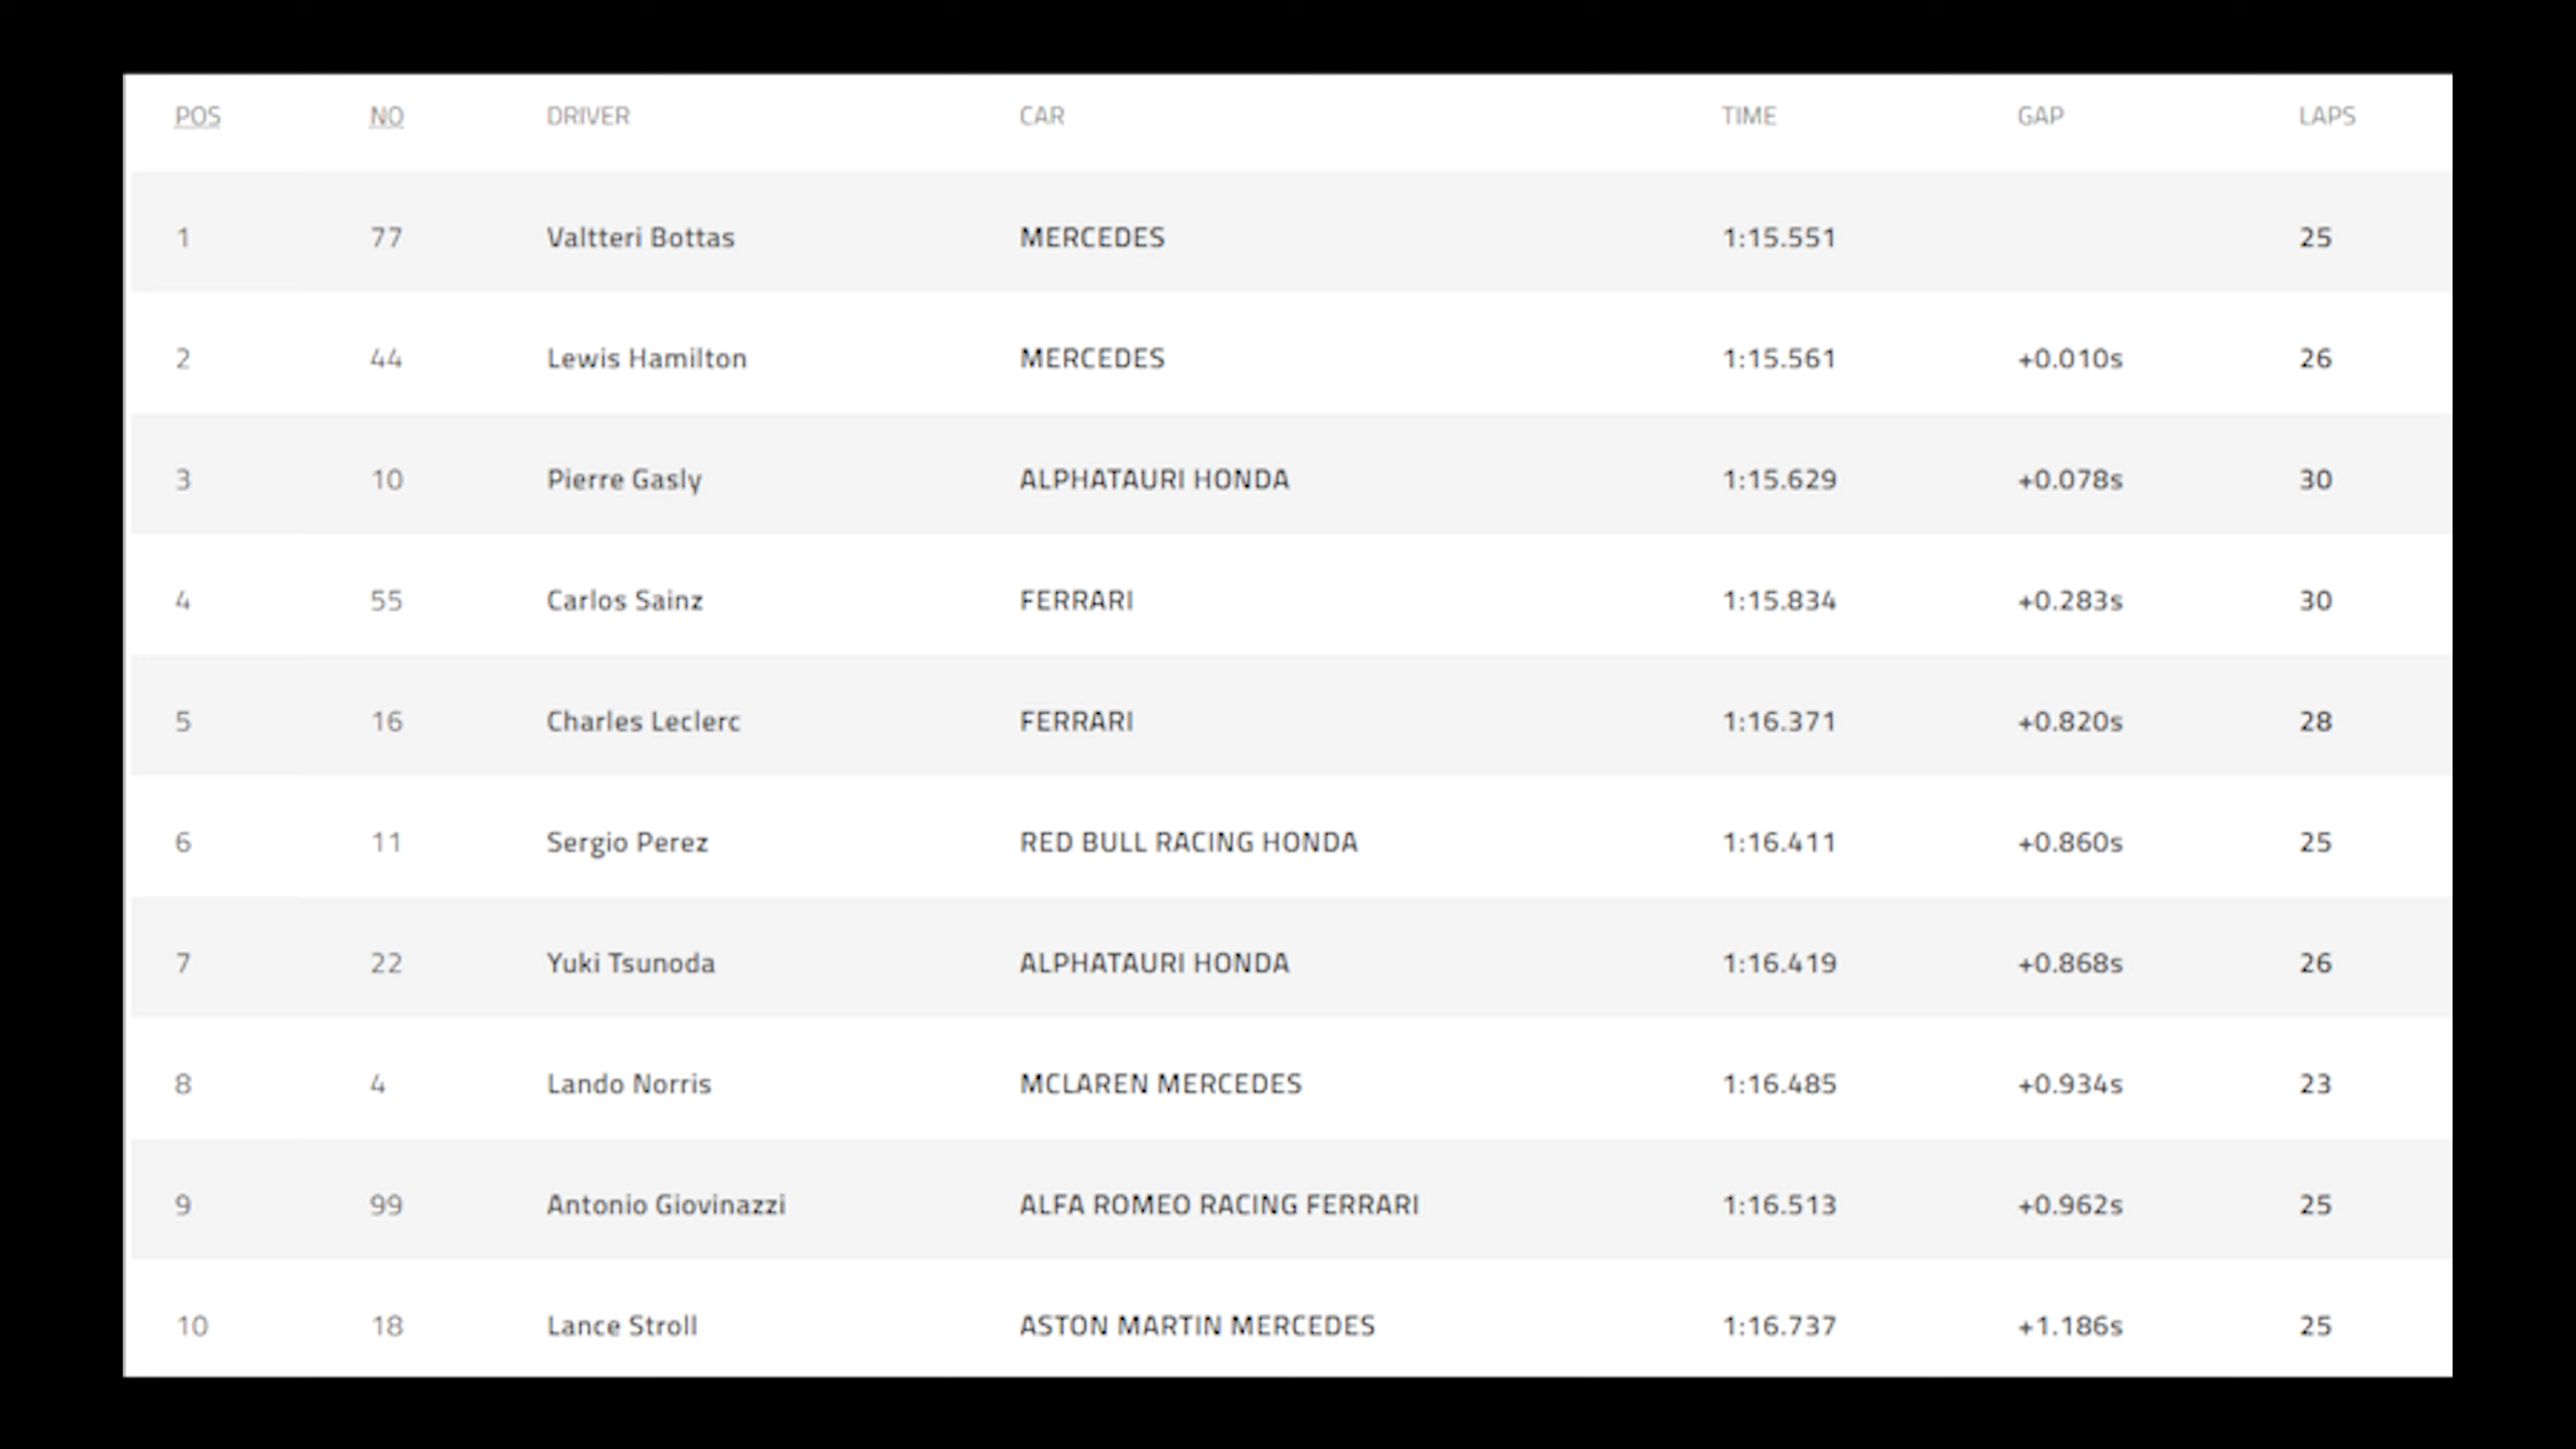 POS NO DRIVER CAR TIME GAP LAPS
1 77 Valtteri Bottas MERCEDES 1:15.551 25
2 44 Lewis Hamilton MERCEDES 1:15.561 +0.010s 26
3 10 Pierre Gasly ALPHATAURI HONDA 1:15.629 +0.078s 30
4 55 Carlos Sainz FERRARI 1:15.834 +0.283s 30
5 16 Charles Leclerc FERRARI 1:16.371 +0.820s 28
6 11 Sergio Perez RED BULL RACING HONDA 1:16.411 +0.860s 25
7 22 Yuki Tsunoda ALPHATAURI HONDA 1:16.419 +0.868s 26
8 4 Lando Norris MCLAREN MERCEDES 1:16.485 +0.934s 23
9 99 Antonio Giovinazzi ALFA ROMEO RACING FERRARI 1:16.513 +0.962s 25
10 18 Lance Stroll ASTON MARTIN MERCEDES 1:16.737 +1.186s 25